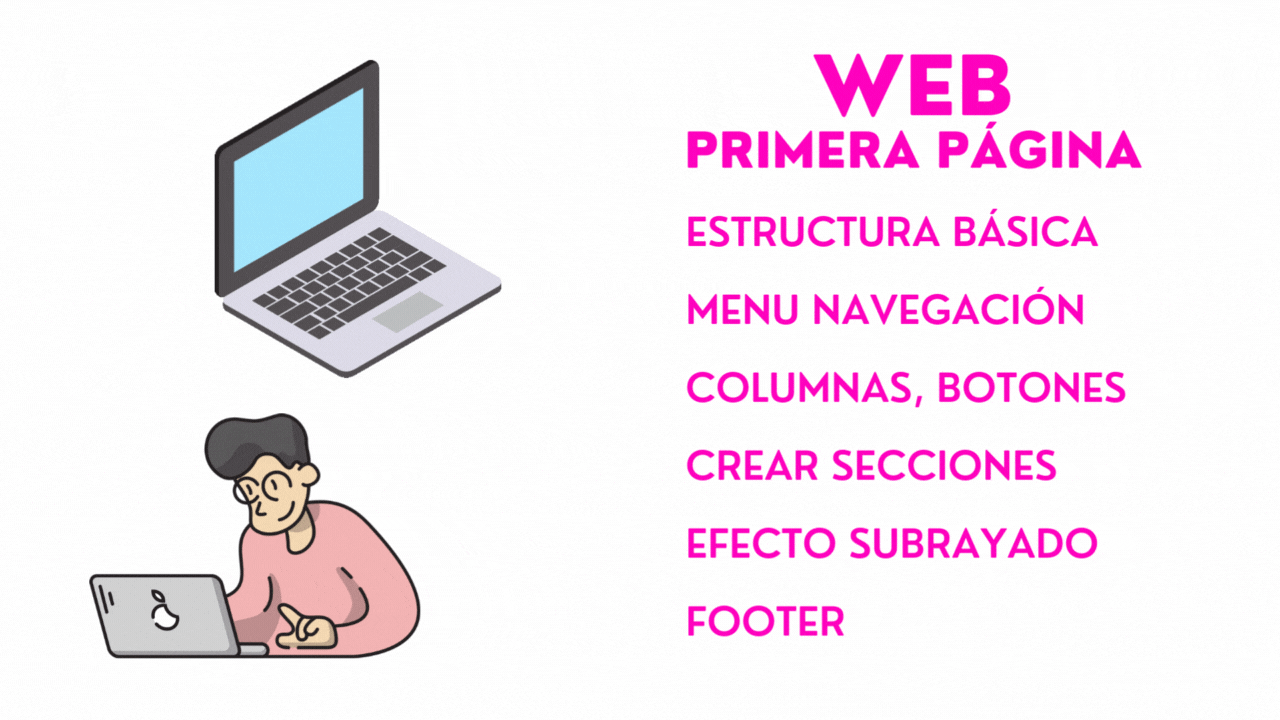 WEB
PRIMERA PÁGINA
ESTRUCTURA BÁSICA
MENU NAVEGACIÓN
COLUMNAS, BOTONES
CREAR SECCIONES
EFECTO SUBRAYADO
FOOTER